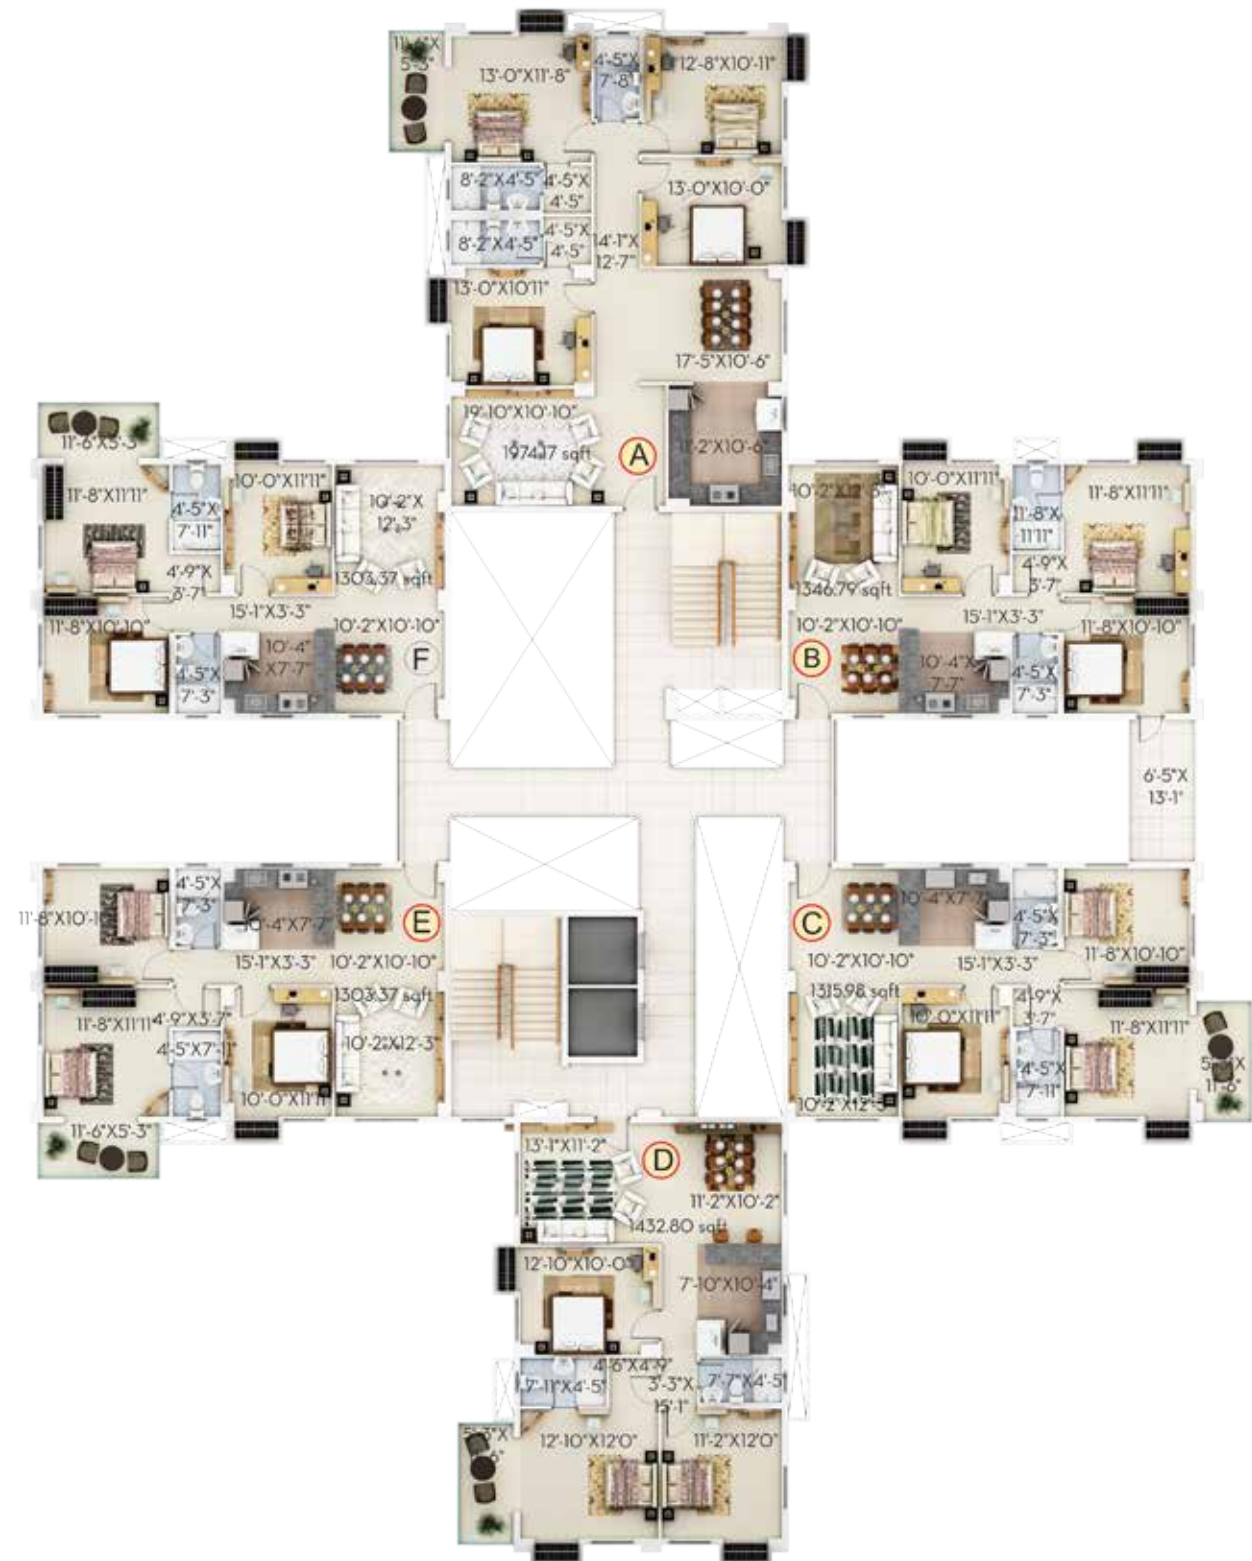 13'-0"X11'-8"
4'-5"X
7'-8"
12'-8"X10'-11"
8'-2"X4'-5"
4'-5"X
4'-5"
13'-0"X10'-0"
8'-2"X4'-5"
4'-5"X
4'-5"
14'-1"X
12'-7"
13'-0"X10'11"
17'-5"X10'-6"
19'-10"X10'-10"
A
11'-2"X10'-6"
11'-6"X5'-3"
11'-8"X11'11"
4'-5"X
7'-11"
10'-0"X11'11"
10'-2"X
12'-3"
1303.37 sqft
4'-9"X
3'-7"
15'-1"X3'-3"
11'-8"X10'-10"
4'-5"X
7'-3"
10'-4"
X7'-7"
10'-2"X10'-10"
F
10'-0"X11'11"
11'-8"X
11'11"
11'-8"X11'11"
1346.79 sqft
4'-9"X
3'-7"
15'-1"X3'-3"
10'-2"X10'-10"
11'-8"X10'-10"
B
10'-4"X
7'-7"
4'-5"X
7'-3"
6'-5"X
13'-1"
4'-5"X
7'-3"
10'-4"X7'-7"
E
15'-1"X3'-3"
10'-2"X10'-10"
1303.37 sqft
11'-8"X11'11"
4'-9"X3'-7"
4'-5"X7'-11"
10'-2"X12'-3"
10'-0"X11'11"
11'-6"X5'-3"
C
10'-4"X7'-7"
4'-5"X
7'-3"
10'-2"X10'-10"
15'-1"X3'-3"
11'-8"X10'-10"
1315.98 sqft
10'-0"X11'11"
4'-9"X
3'-7"
11'-8"X11'11"
4'-5"X
7'-11"
13'-1"X11'-2"
D
11'-2"X10'-2"
1432.80 sqft
12'-10"X10'-0"
7'-10"X10'-4"
4'-6"X4'-9"
7'-11"X4'-5"
3'-3"X
15'-1"
7'-7"X4'-5"
12'-10"X12'0"
11'-2"X12'0"